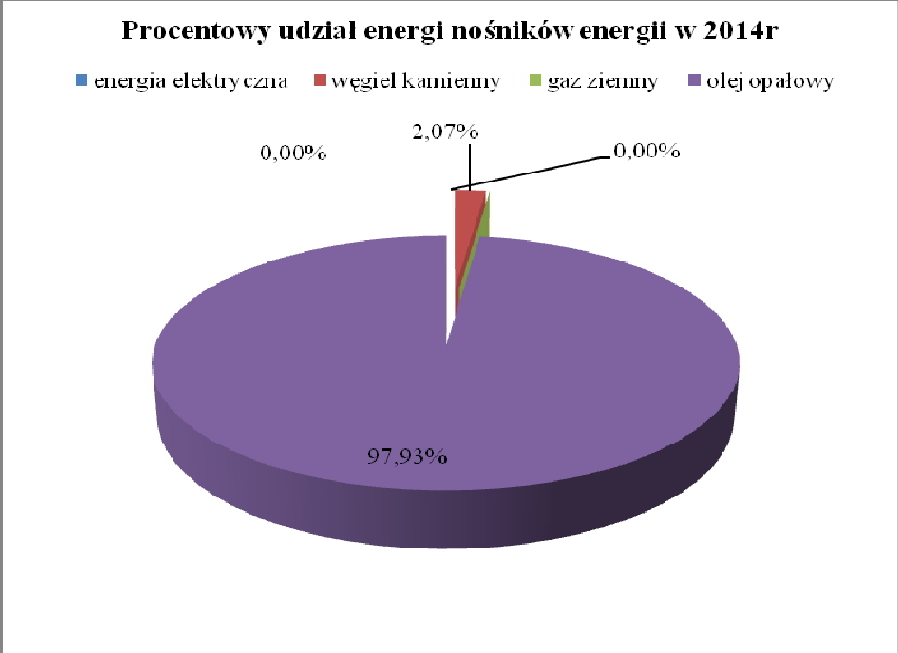 Procentowy udział energi nośników energii w 2014r
energia elektryczna węgiel kamienny gaz ziemny olej opałowy
2,07%
0,00% 0,00%
97,93%